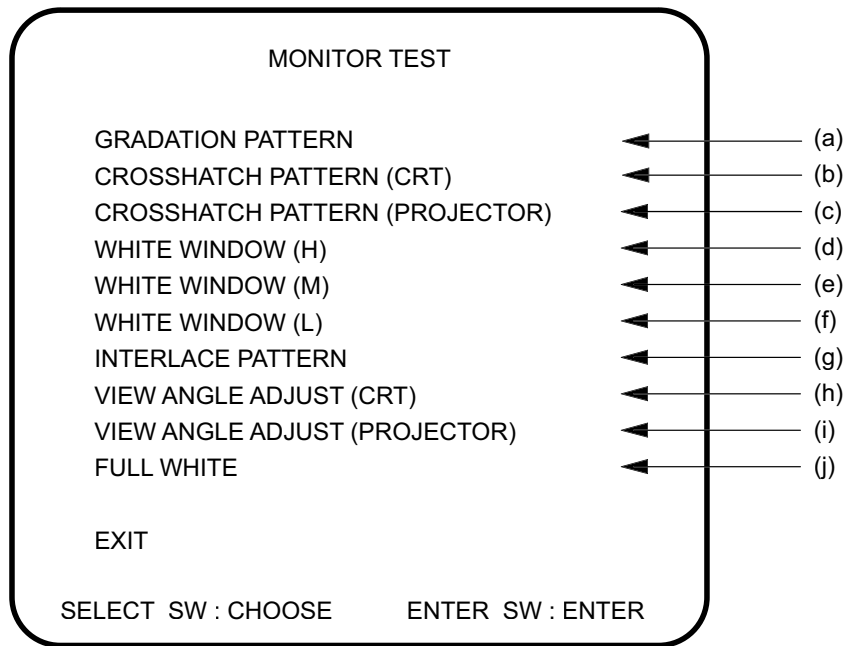 MONITOR TEST
GRADATION PATTERN (a)
CROSSHATCH PATTERN (CRT) (b)
CROSSHATCH PATTERN (PROJECTOR) (c)
WHITE WINDOW (H) (d)
WHITE WINDOW (M) (e)
WHITE WINDOW (L) (f)
INTERLACE PATTERN (g)
VIEW ANGLE ADJUST (CRT) (h)
VIEW ANGLE ADJUST (PROJECTOR) (i)
FULL WHITE (j)
EXIT
SELECT SW : CHOOSE ENTER SW : ENTER